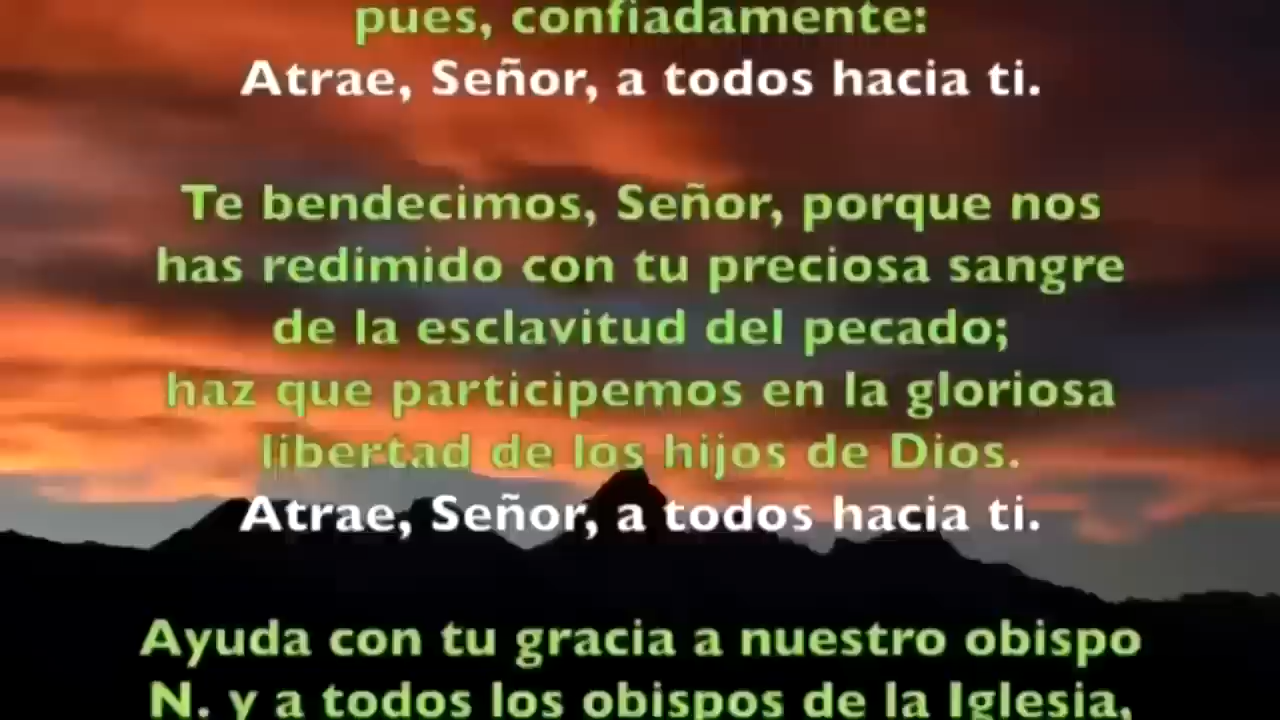 pues, confiadamente:
Atrae, Señor, a todos hacia ti.
Te bendecimos, Señor, porque nos
has redimido con tu preciosa sangre
de la esclavitud del pecado;
haz que participemos en la gloriosa
libertad de los hijos de Dios.
Atrae, Señor, a todos hacia ti.
Ayuda con tu gracia a nuestro obispo
N. y a todos los obispos de la Iglesia,